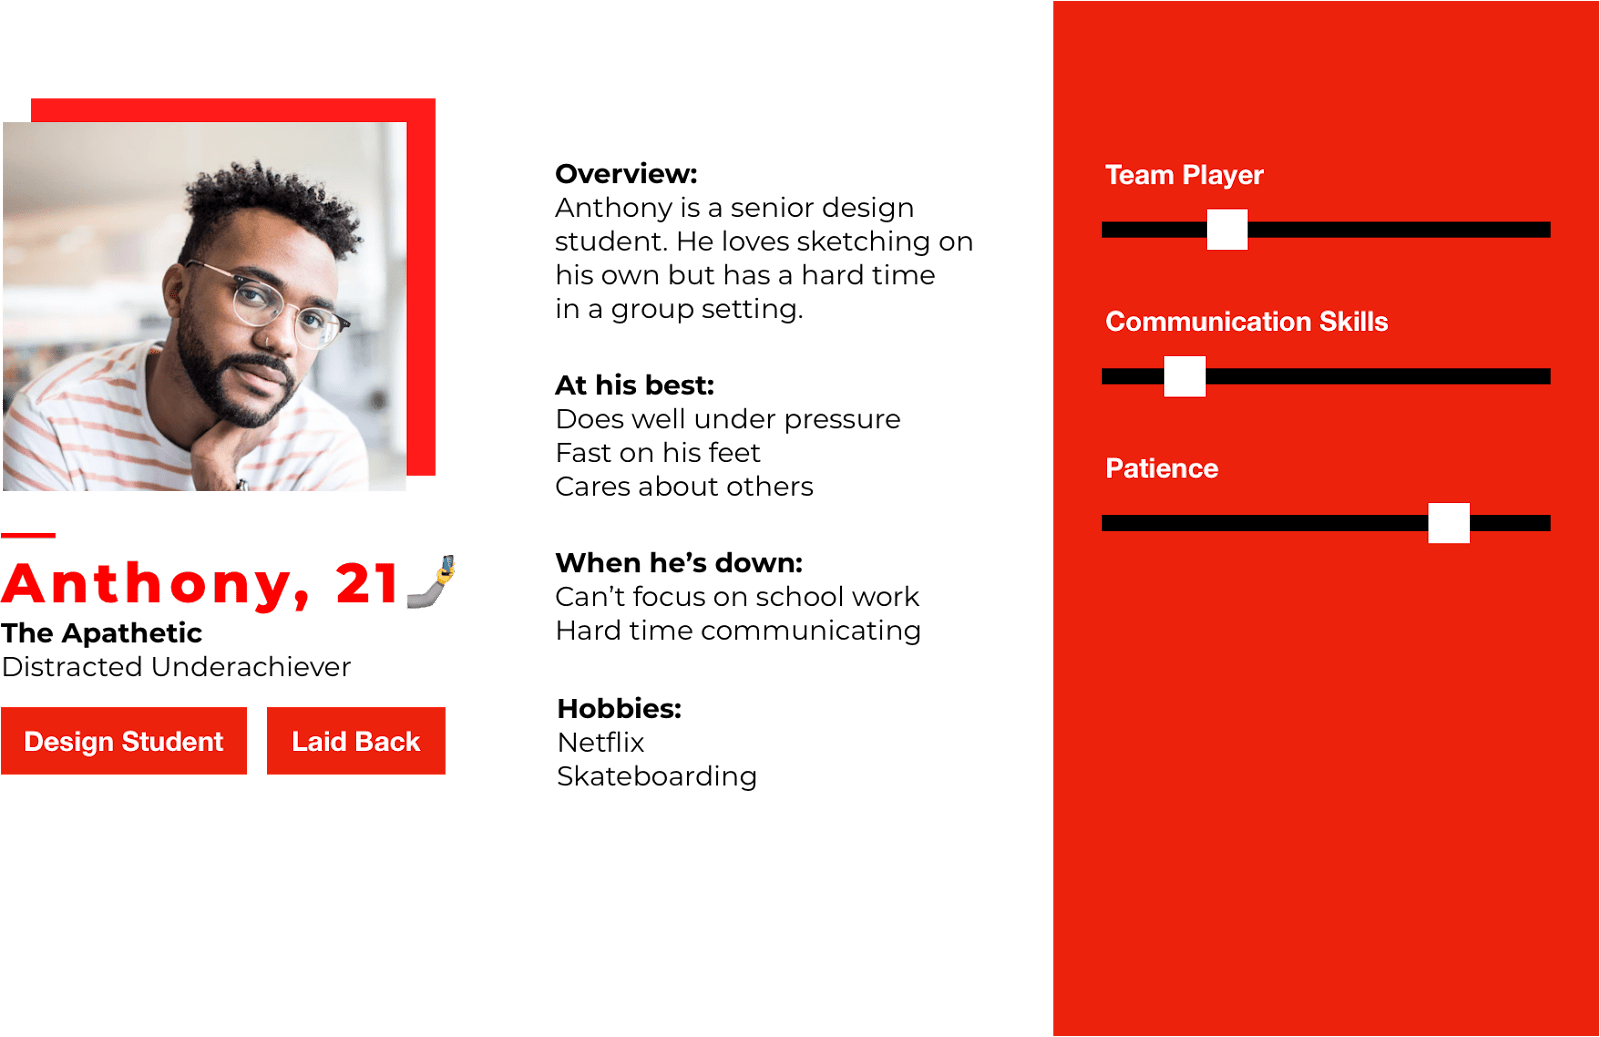 Anthony, 21
The Apathetic
Distracted Underachiever
Design Student
Laid Back
Overview:
Anthony is a senior design
student. He loves sketching on
his own but has a hard time
in a group setting.
At his best:
Does well under pressure
Fast on his feet
Cares about others
When he’s down:
Can’t focus on school work
Hard time communicating
Hobbies:
Netflix
Skateboarding
Team Player
Communication Skills
Patience